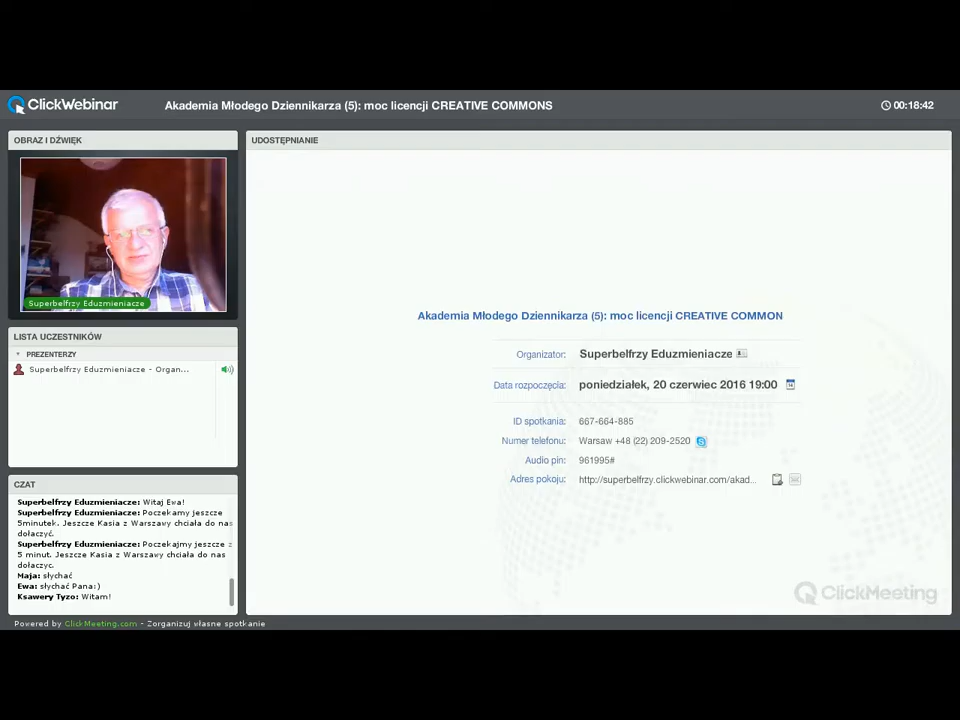 ClickWebinar
Akademia Młodego Dziennikarza (5): moc licencji CREATIVE COMMONS
00:18:42
OBRAZ I DŹWIĘK
Superbelfrzy Eduzmieniacze
LISTA UCZESTNIKÓW
PREZENTERZY
Superbelfrzy Eduzmieniacze - Organ...
CZAT
Superbelfrzy Eduzmieniacze: Witaj Ewa!
Superbelfrzy Eduzmieniacze: Poczekamy jeszcze
5minutek. Jeszcze Kasia z Warszawy chciała do nas
dołaczyć.
Superbelfrzy Eduzmieniacze: Poczekajmy jeszcze z
5 minut. Jeszcze Kasia z Warszawy chciała do nas
dołaczyc.
Maja: słychać
Ewa: słychać Pana:)
Ksawery Tyzo: Witam!
UDOSTĘPNIANIE
Akademia Młodego Dziennikarza (5): moc licencji CREATIVE COMMON
Organizator: Superbelfrzy Eduzmieniacze
Data rozpoczęcia: poniedziałek, 20 czerwiec 2016 19:00
ID spotkania: 667-664-885
Numer telefonu: Warsaw +48 (22) 209-2520
Audio pin: 961995#
Adres pokoju: http://superbelfrzy.clickwebinar.com/akad...
ClickMeeting
Powered by ClickMeeting.com - Zorganizuj własne spotkanie